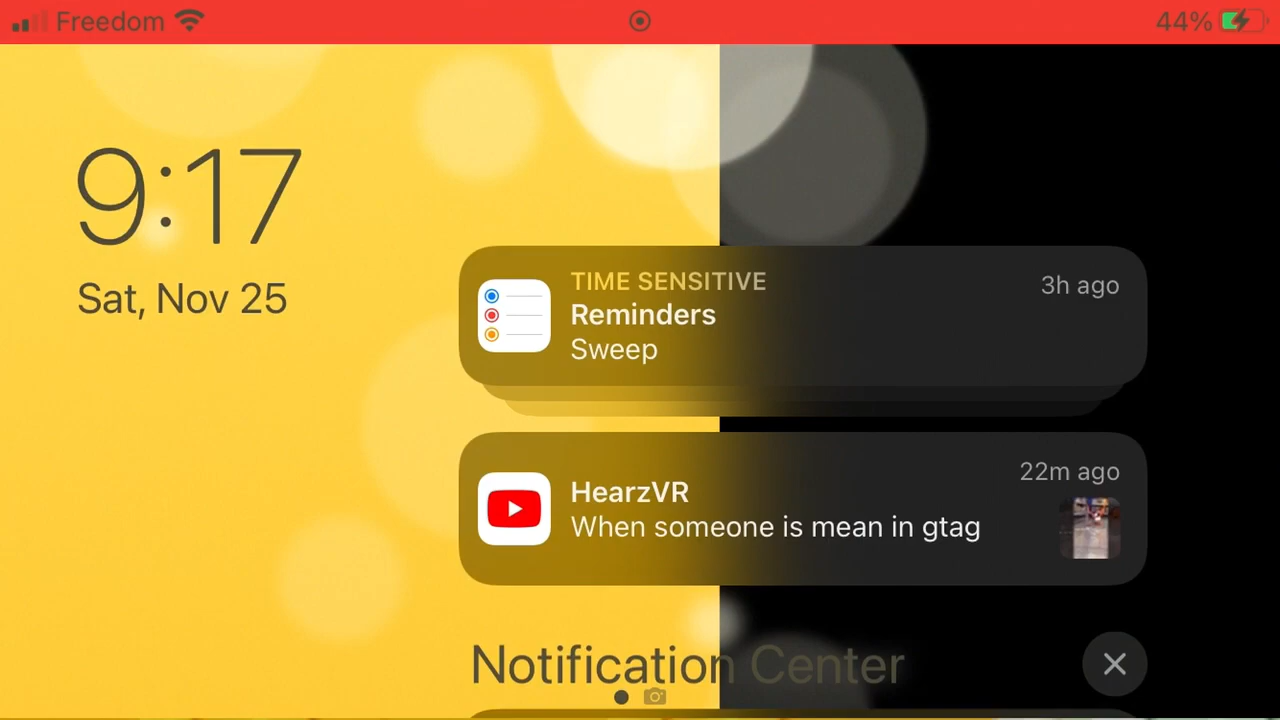 Freedom
44%
9:17
Sat, Nov 25
TIME SENSITIVE
3h ago
Reminders
Sweep
22m ago
HearzVR
When someone is mean in gtag
Notification Center